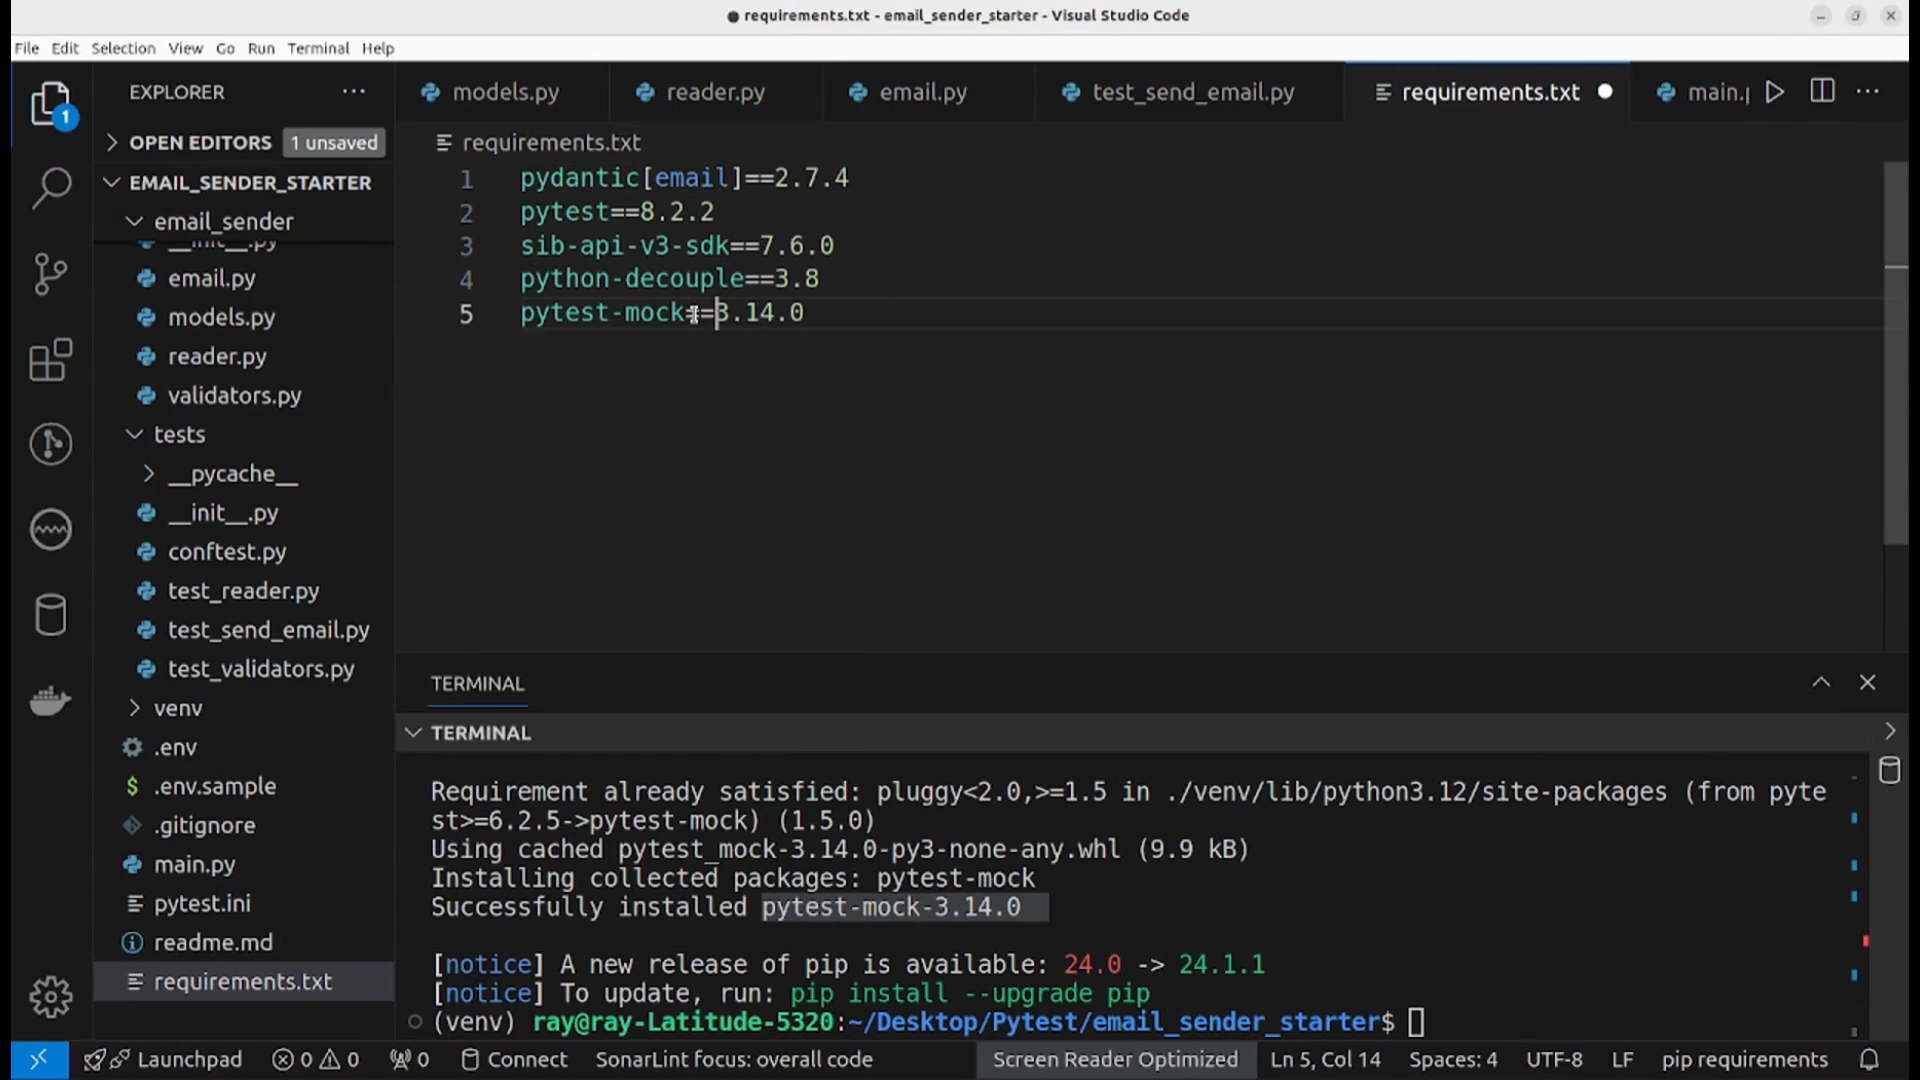 requirements.txt - email_sender_starter - Visual Studio Code
File Edit Selection View Go Run Terminal Help
EXPLORER
models.py
reader.py
email.py
test_send_email.py
requirements.txt
main.p
OPEN EDITORS 1 unsaved
EMAIL_SENDER_STARTER
email_sender
__init__.py
email.py
models.py
reader.py
validators.py
tests
__pycache__
__init__.py
conftest.py
test_reader.py
test_send_email.py
test_validators.py
venv
.env
.env.sample
.gitignore
main.py
pytest.ini
readme.md
requirements.txt
requirements.txt
1 pydantic[email]==2.7.4
2 pytest==8.2.2
3 sib-api-v3-sdk==7.6.0
4 python-decouple==3.8
5 pytest-mock==3.14.0
TERMINAL
TERMINAL
Requirement already satisfied: pluggy<2.0,>=1.5 in ./venv/lib/python3.12/site-packages (from pyte
st>=6.2.5->pytest-mock) (1.5.0)
Using cached pytest_mock-3.14.0-py3-none-any.whl (9.9 kB)
Installing collected packages: pytest-mock
Successfully installed pytest-mock-3.14.0
[notice] A new release of pip is available: 24.0 -> 24.1.1
[notice] To update, run: pip install --upgrade pip
(venv) ray@ray-Latitude-5320:~/Desktop/Pytest/email_sender_starter$
1
Launchpad 0 0 0 Connect SonarLint focus: overall code Screen Reader Optimized Ln 5, Col 14 Spaces: 4 UTF-8 LF pip requirements